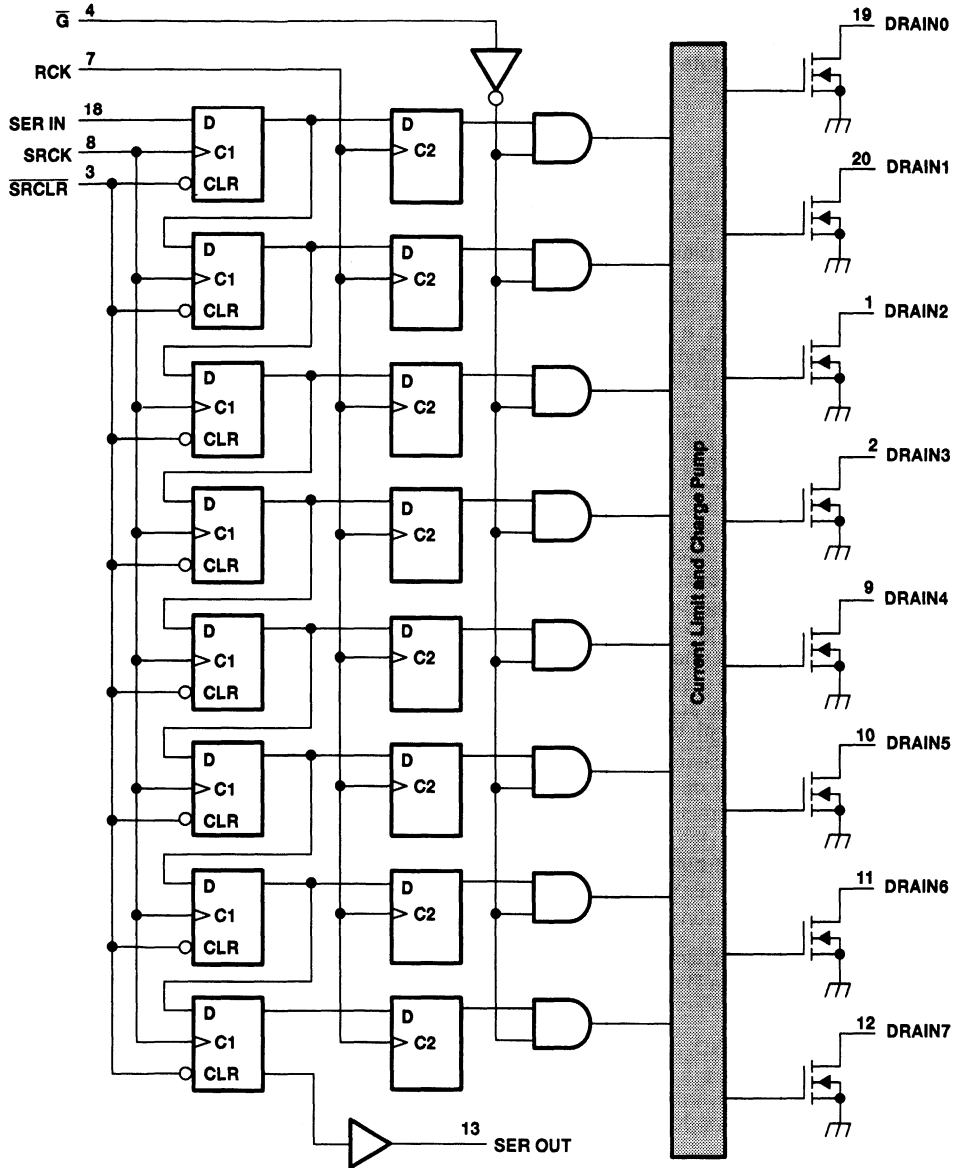 G 4
RCK 7
SER IN 18
SRCK 8
SRCLR 3
D
C1
CLR
D
C2
D
C1
CLR
D
C2
D
C1
CLR
D
C2
D
C1
CLR
D
C2
D
C1
CLR
D
C2
D
C1
CLR
D
C2
D
C1
CLR
D
C2
D
C1
CLR
D
C2
13 SER OUT
Current Limit and Charge Pump
19 DRAIN0
20 DRAIN1
1 DRAIN2
2 DRAIN3
9 DRAIN4
10 DRAIN5
11 DRAIN6
12 DRAIN7